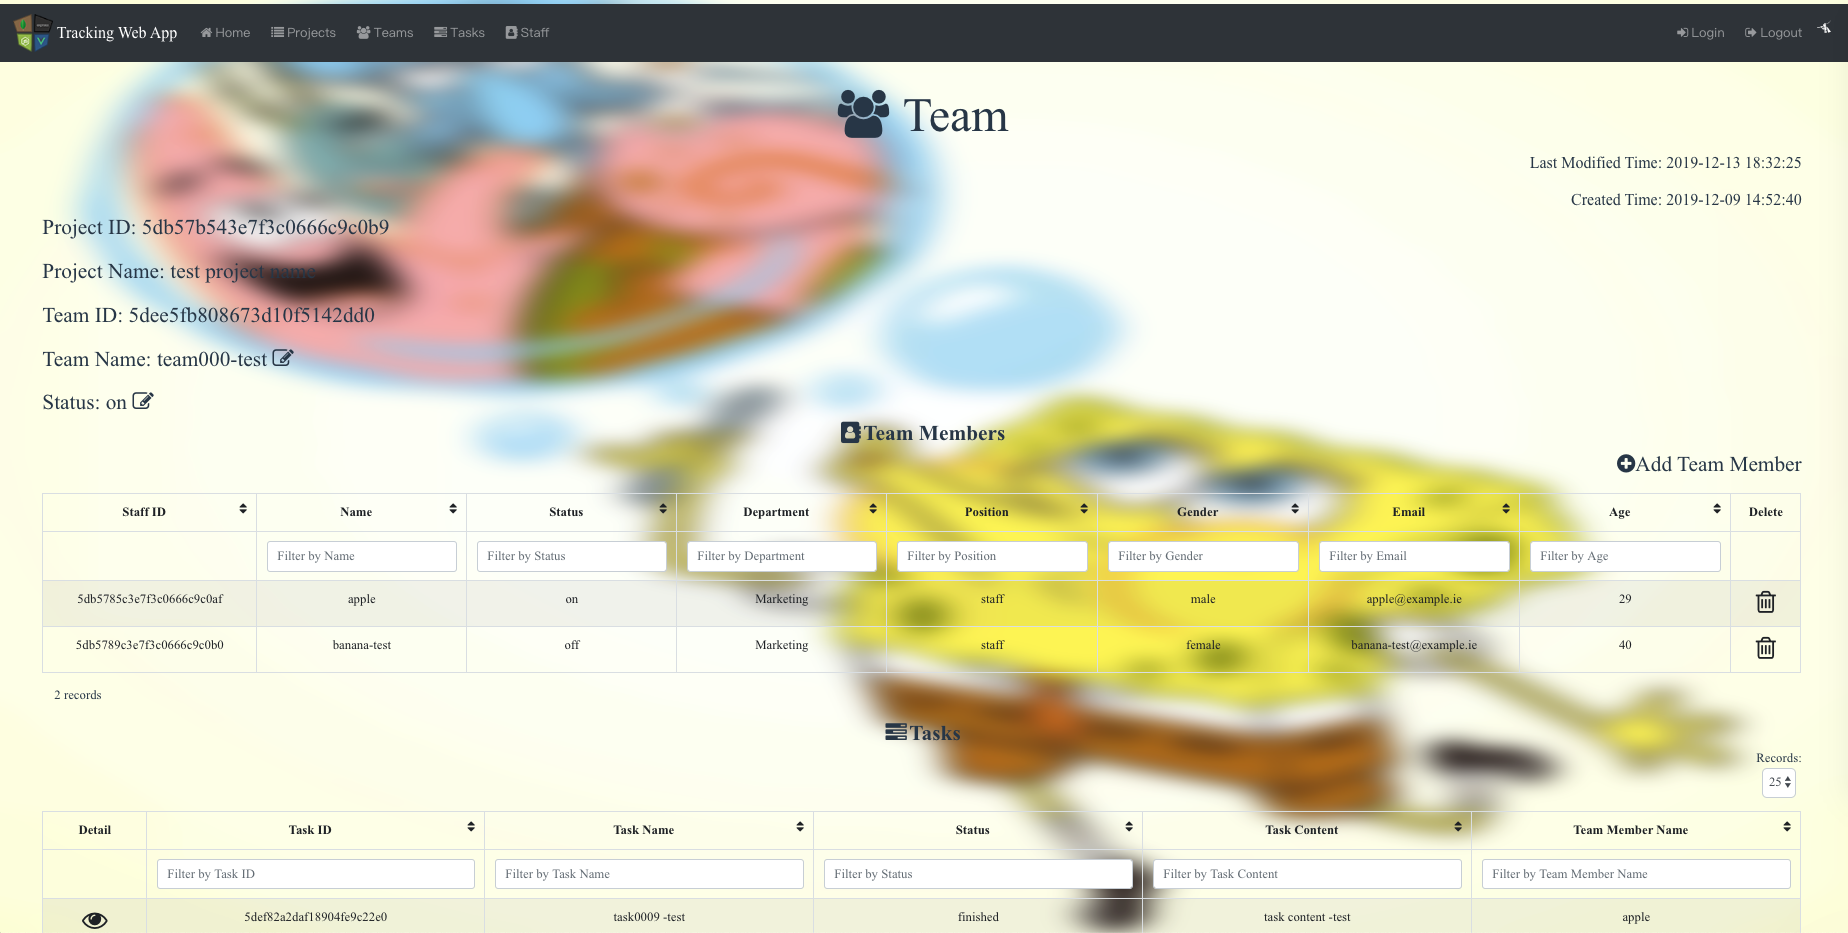 Tracking Web App Home Projects Teams Tasks Staff Login Logout
Team
Last Modified Time: 2019-12-13 18:32:25
Created Time: 2019-12-09 14:52:40
Project ID: 5db57b543e7f3c0666c9c0b9
Project Name: test project name
Team ID: 5dee5fb808673d10f5142dd0
Team Name: team000-test
Status: on
Team Members
Add Team Member
Staff ID Name Status Department Position Gender Email Age Delete
Filter by Name Filter by Status Filter by Department Filter by Position Filter by Gender Filter by Email Filter by Age
5db5785c3e7f3c0666c9c0af apple on Marketing staff male apple@example.ie 29
5db5789c3e7f3c0666c9c0b0 banana-test off Marketing staff female banana-test@example.ie 40
2 records
Tasks
Records:
25
Detail Task ID Task Name Status Task Content Team Member Name
Filter by Task ID Filter by Task Name Filter by Status Filter by Task Content Filter by Team Member Name
5def82a2daf18904fe9c22e0 task0009 -test finished task content -test apple